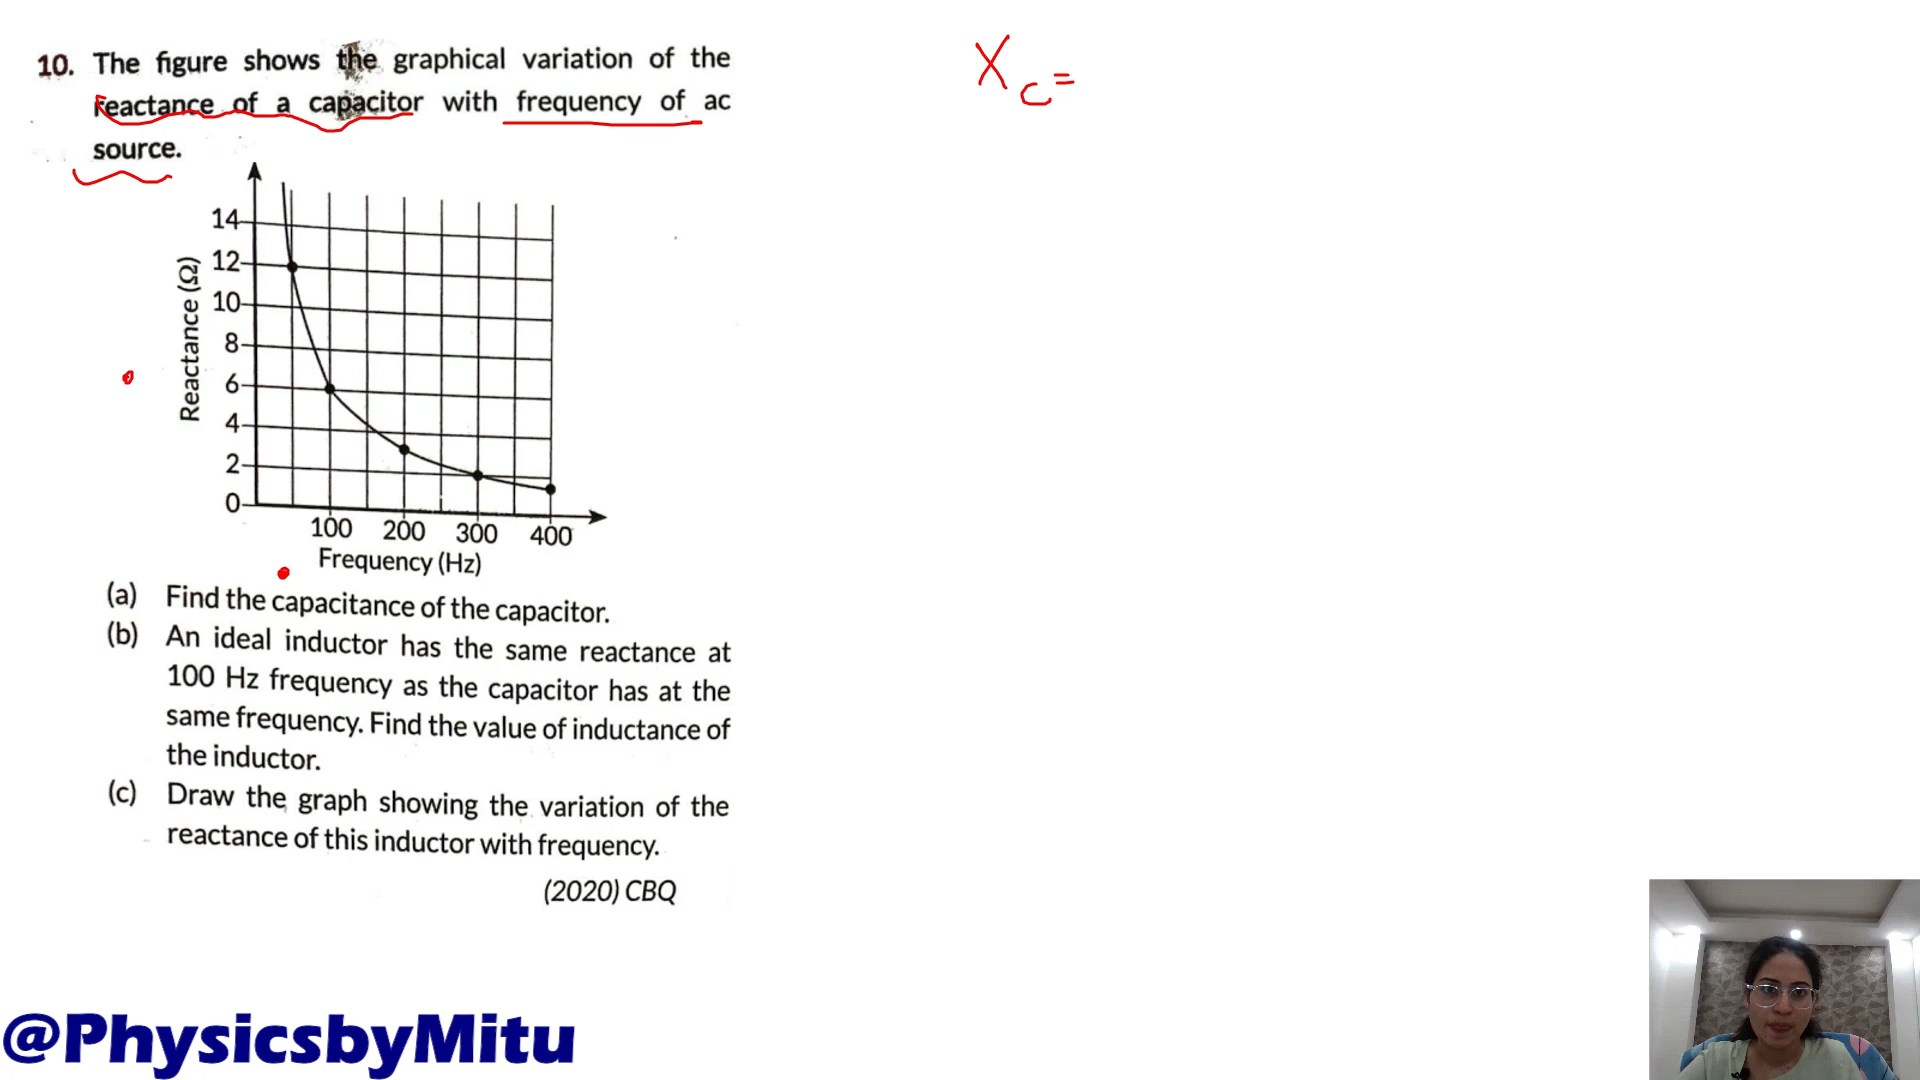 10. The figure shows the graphical variation of the
reactance of a capacitor with frequency of ac
source.
X
c =
14
12
10
8
6
4
2
0
Reactance (Ω)
100 200 300 400
Frequency (Hz)
(a) Find the capacitance of the capacitor.
(b) An ideal inductor has the same reactance at
100 Hz frequency as the capacitor has at the
same frequency. Find the value of inductance of
the inductor.
(c) Draw the graph showing the variation of the
reactance of this inductor with frequency.
(2020) CBQ
@PhysicsbyMitu